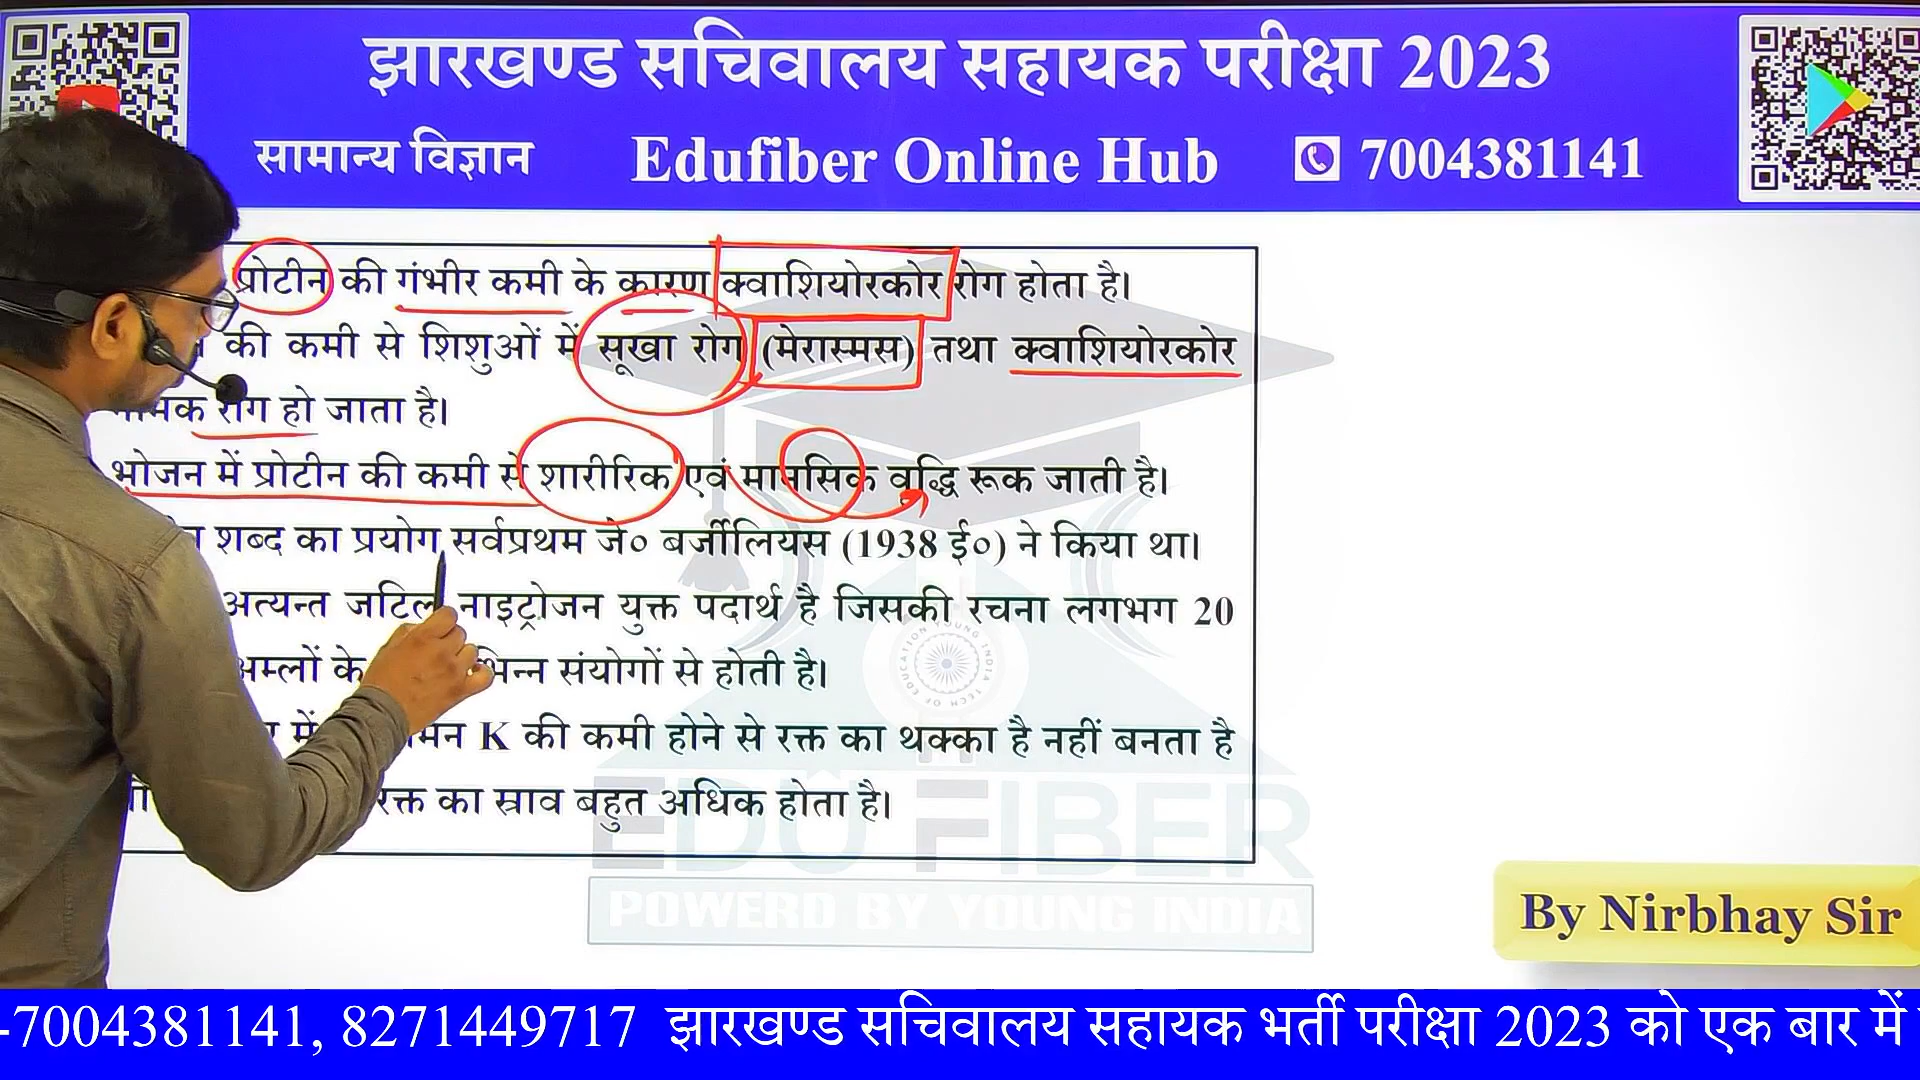 झारखण्ड सचिवालय सहायक परीक्षा 2023
सामान्य विज्ञान
Edufiber Online Hub
7004381141
प्रोटीन की गंभीर कमी के कारण क्वाशियोरकोर रोग होता है।
की कमी से शिशुओं में सूखा रोग (मेरास्मस) तथा क्वाशियोरकोर
रोग हो जाता है।
भोजन में प्रोटीन की कमी से शारीरिक एवं मानसिक वृद्धि रूक जाती है।
शब्द का प्रयोग सर्वप्रथम जे० बर्जीलियस (1938 ई०) ने किया था।
अत्यन्त जटिल नाइट्रोजन युक्त पदार्थ है जिसकी रचना लगभग 20
अम्लों के संयोगों से होती है।
में K की कमी होने से रक्त का थक्का है नहीं बनता है
रक्त का स्राव बहुत अधिक होता है।
EDU FIBER
POWERD BY YOUNG INDIA
By Nirbhay Sir
-7004381141, 8271449717 झारखण्ड सचिवालय सहायक भर्ती परीक्षा 2023 को एक बार में